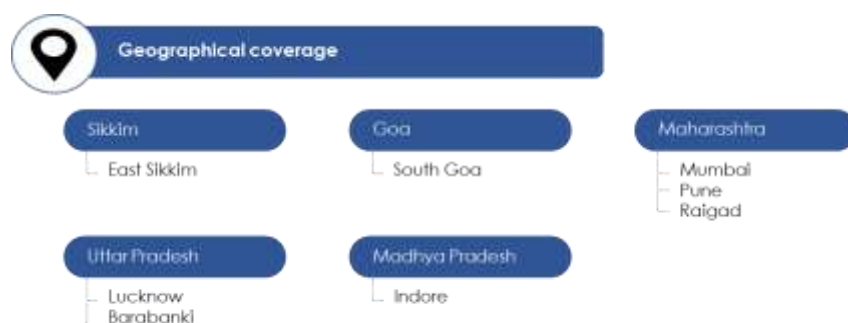 Geographical coverage
Sikkim
East Sikkim
Goa
South Goa
Maharashtra
Mumbai
Pune
Raigad
Uttar Pradesh
Lucknow
Barabanki
Madhya Pradesh
Indore